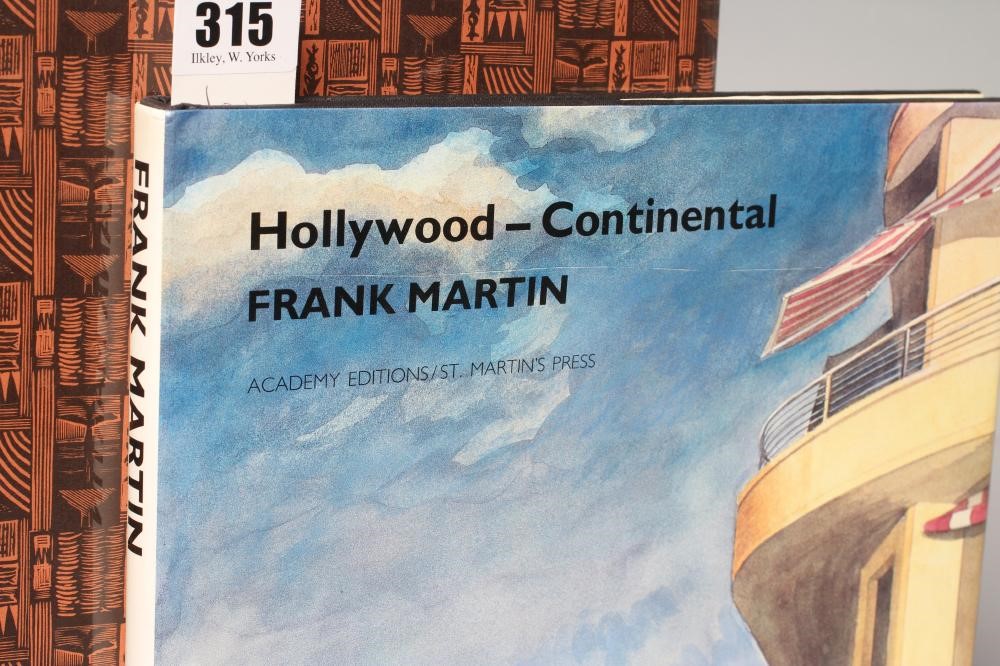 315
Ilkley, W. Yorks
Hollywood – Continental
FRANK MARTIN
ACADEMY EDITIONS/ST. MARTIN'S PRESS
FRANK MARTIN